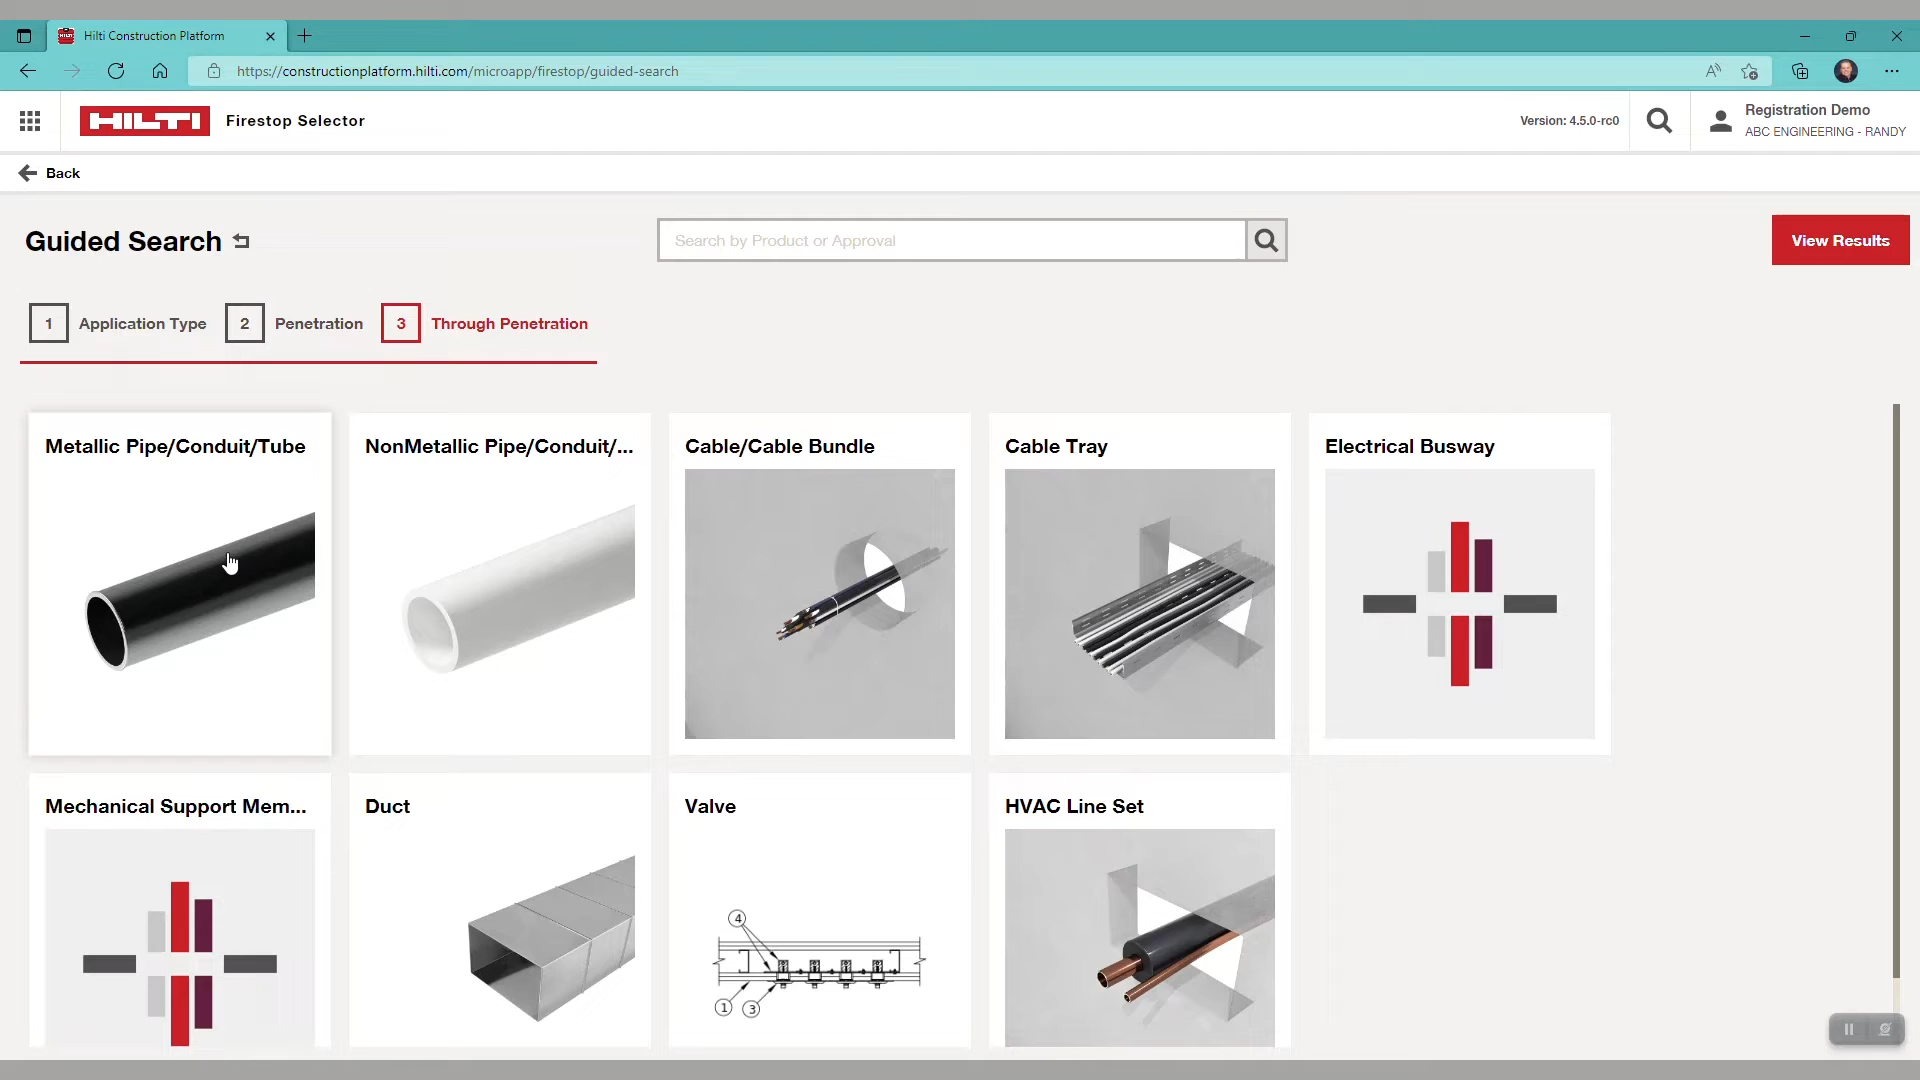 Hilti Construction Platform
https://constructionplatform.hilti.com/microapp/firestop/guided-search
HILTI Firestop Selector
Version: 4.5.0-rc0
Registration Demo
ABC ENGINEERING - RANDY
Back
Guided Search
Search by Product or Approval
View Results
1 Application Type 2 Penetration 3 Through Penetration
Metallic Pipe/Conduit/Tube
NonMetallic Pipe/Conduit/...
Cable/Cable Bundle
Cable Tray
Electrical Busway
Mechanical Support Mem...
Duct
Valve
4
1 3
HVAC Line Set